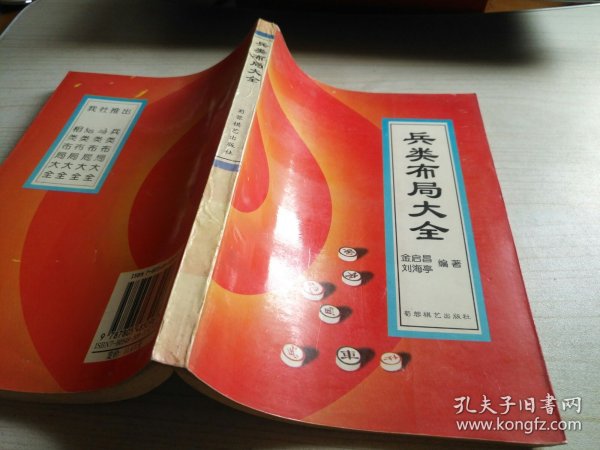 兵类布局大全
金启昌 编著
刘海亭
蜀蓉棋艺出版社
兵类布局大全
蜀蓉棋艺出版社
我社推出
兵类布局大全
马类布局大全
炮类布局大全
相类布局大全
車
孔夫子旧书网
www.kongfz.com